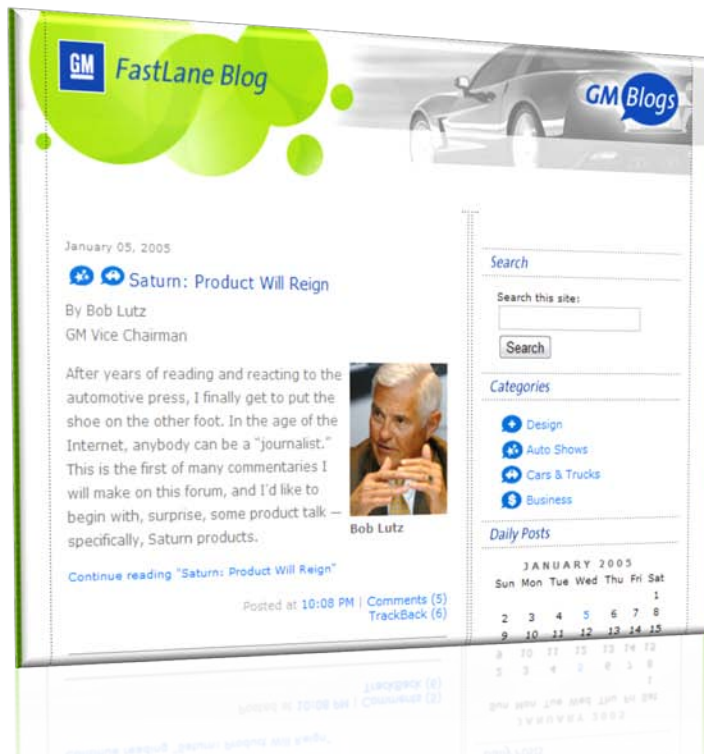 GM
FastLane Blog
GM Blogs
January 05, 2005
Saturn: Product Will Reign
By Bob Lutz
GM Vice Chairman
After years of reading and reacting to the
automotive press, I finally get to put the
shoe on the other foot. In the age of the
Internet, anybody can be a “journalist.”
This is the first of many commentaries I
will make on this forum, and I'd like to
begin with, surprise, some product talk —
specifically, Saturn products.
Bob Lutz
Continue reading "Saturn: Product Will Reign"
Posted at 10:08 PM | Comments (5)
TrackBack (6)
Search
Search this site:
Search
Categories
Design
Auto Shows
Cars & Trucks
$ Business
Daily Posts
JANUARY 2005
Sun Mon Tue Wed Thu Fri Sat
1
2 3 4 5 6 7 8
9 10 11 12 13 14 15